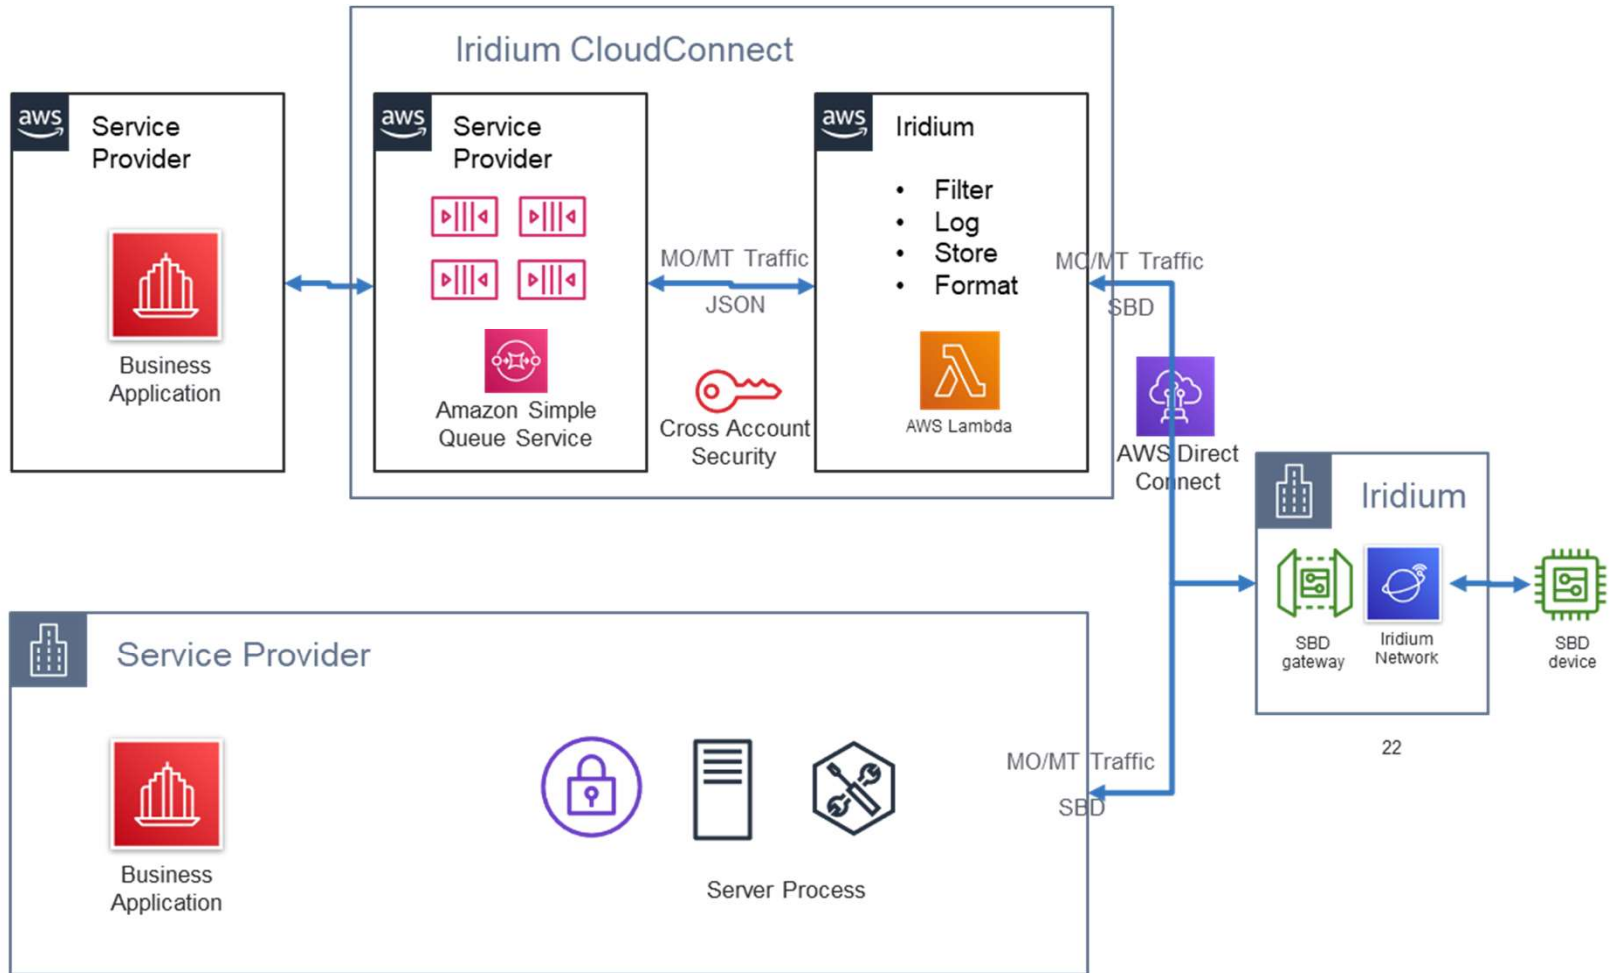 Iridium CloudConnect
aws
Service
Provider
Business
Application
aws
Service
Provider
Amazon Simple
Queue Service
MO/MT Traffic
JSON
Cross Account
Security
aws
Iridium
• Filter
• Log
• Store
• Format
AWS Lambda
MO/MT Traffic
SBD
AWS Direct
Connect
Iridium
SBD
gateway
Iridium
Network
SBD
device
22
Service Provider
Business
Application
Server Process
MO/MT Traffic
SBD